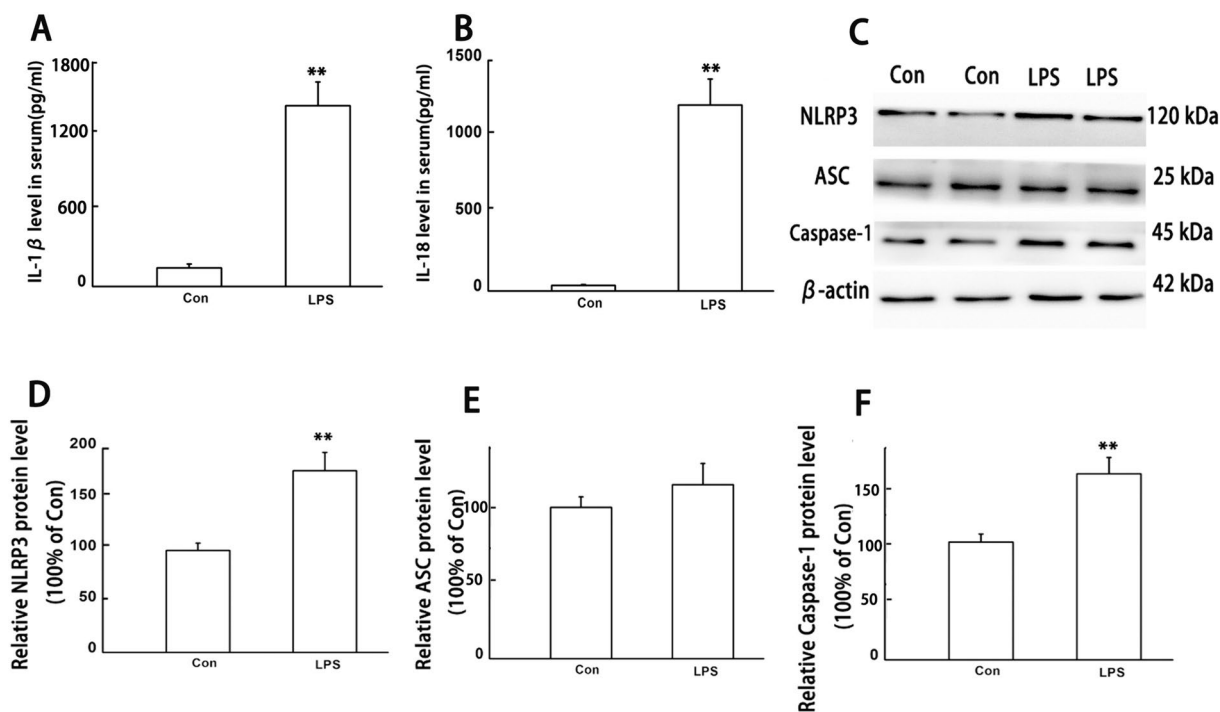 A
IL-1β level in serum(pg/ml)
1800
1200
600
0
**
Con
LPS
B
IL-18 level in serum(pg/ml)
1500
1000
500
0
**
Con
LPS
C
Con Con LPS LPS
NLRP3 120 kDa
ASC 25 kDa
Caspase-1 45 kDa
β-actin 42 kDa
D
Relative NLRP3 protein level
(100% of Con)
200
150
100
50
0
**
Con
LPS
E
Relative ASC protein level
(100% of Con)
100
50
0
Con
LPS
F
Relative Caspase-1 protein level
(100% of Con)
150
100
50
0
**
Con
LPS